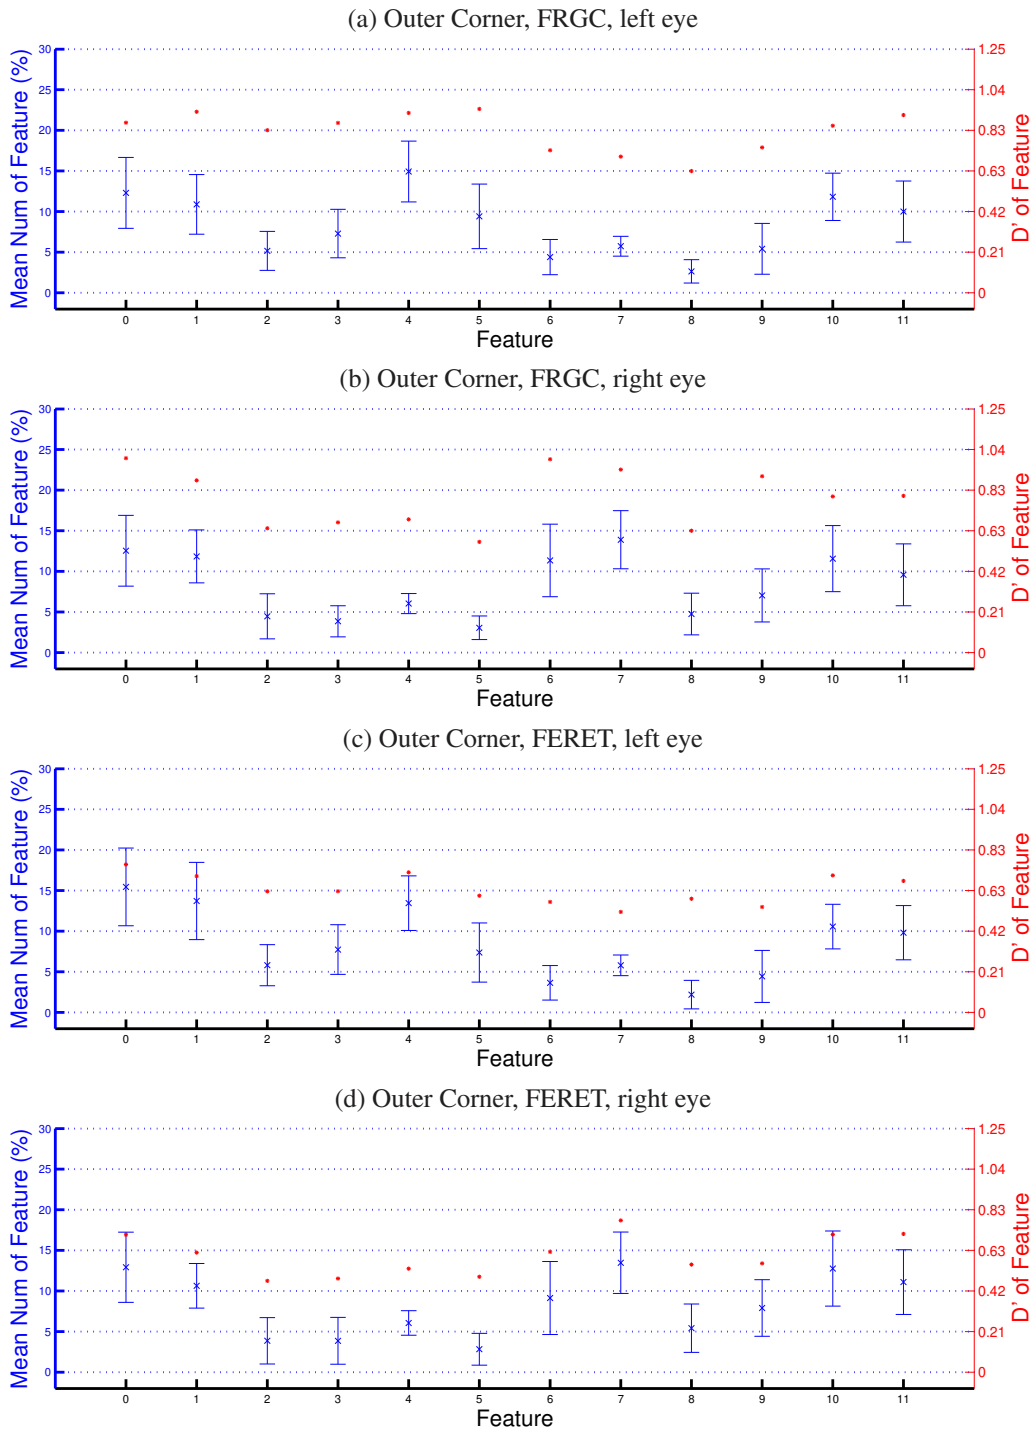 (a) Outer Corner, FRGC, left eye
Mean Num of Feature (%)
30
25
20
15
10
5
0
1.25
1.04
0.83
0.63
0.42
0.21
0
D' of Feature
0 1 2 3 4 5 6 7 8 9 10 11
Feature
(b) Outer Corner, FRGC, right eye
Mean Num of Feature (%)
30
25
20
15
10
5
0
1.25
1.04
0.83
0.63
0.42
0.21
0
D' of Feature
0 1 2 3 4 5 6 7 8 9 10 11
Feature
(c) Outer Corner, FERET, left eye
Mean Num of Feature (%)
30
25
20
15
10
5
0
1.25
1.04
0.83
0.63
0.42
0.21
0
D' of Feature
0 1 2 3 4 5 6 7 8 9 10 11
Feature
(d) Outer Corner, FERET, right eye
Mean Num of Feature (%)
30
25
20
15
10
5
0
1.25
1.04
0.83
0.63
0.42
0.21
0
D' of Feature
0 1 2 3 4 5 6 7 8 9 10 11
Feature